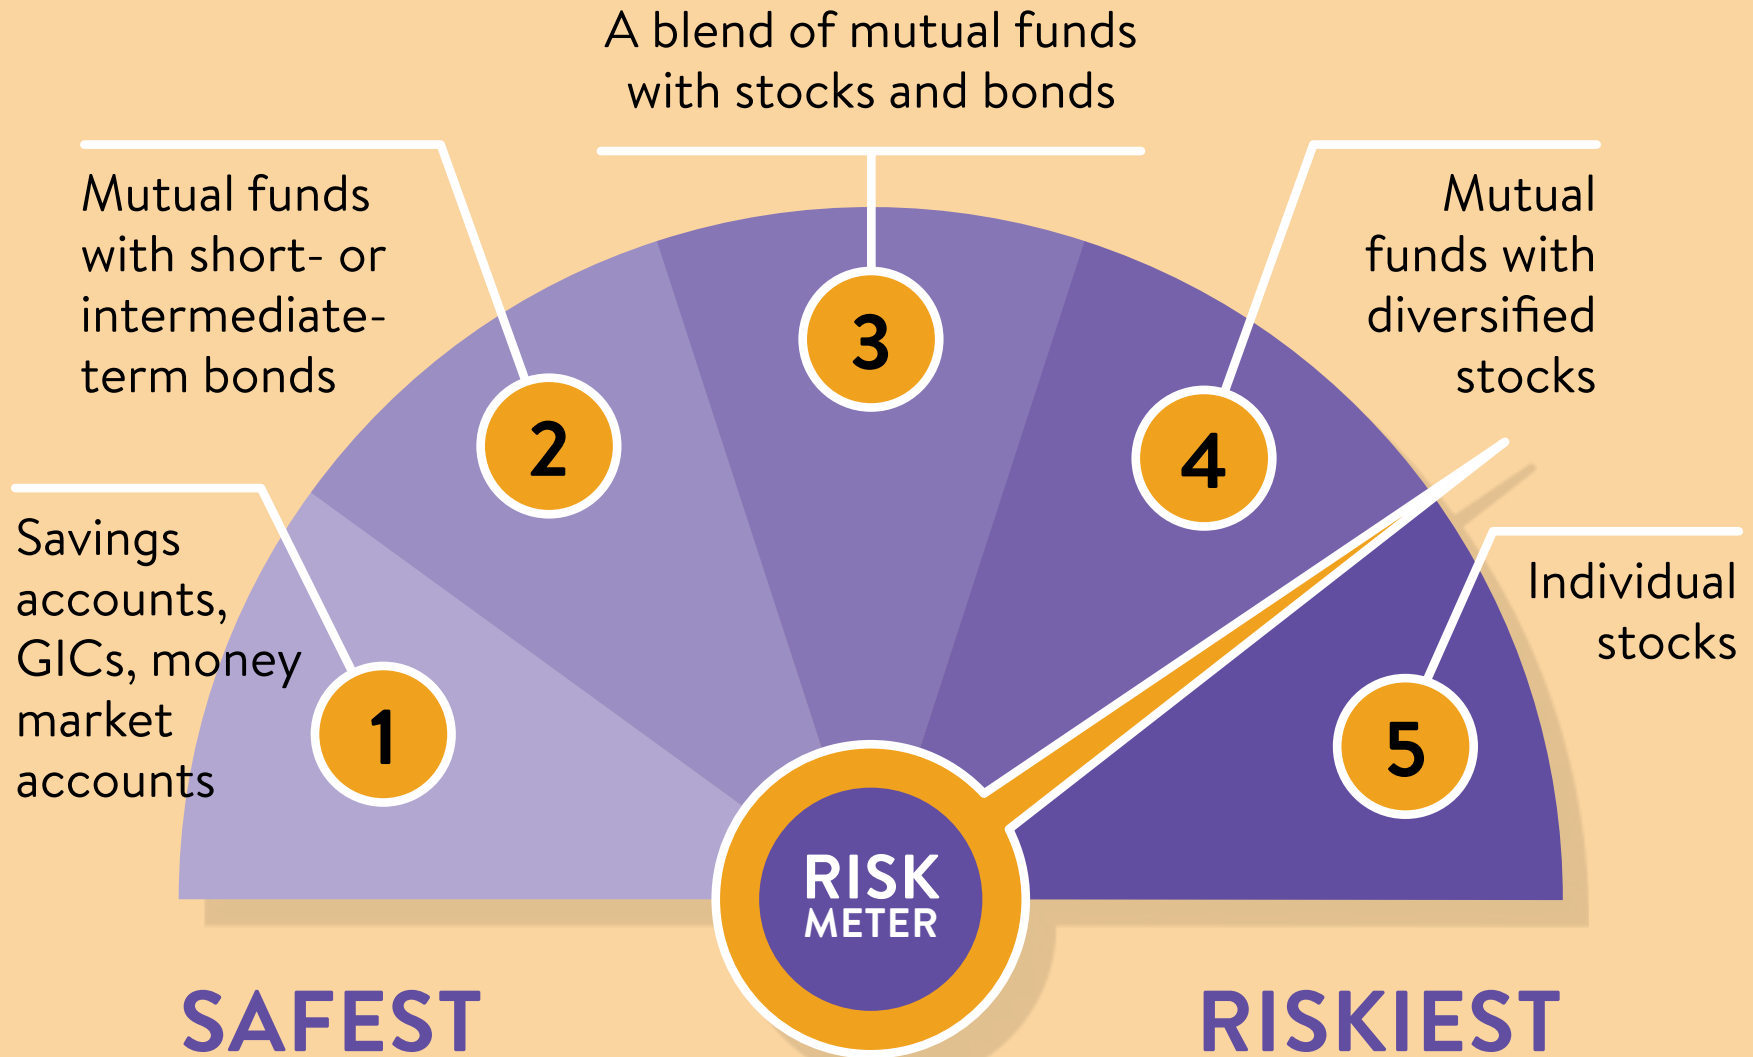 A blend of mutual funds
with stocks and bonds
Mutual funds
with short- or
intermediate-
term bonds
Mutual
funds with
diversified
stocks
3
2
4
Savings
accounts,
GICs, money
market
accounts
Individual
stocks
1
5
RISK
METER
SAFEST
RISKIEST